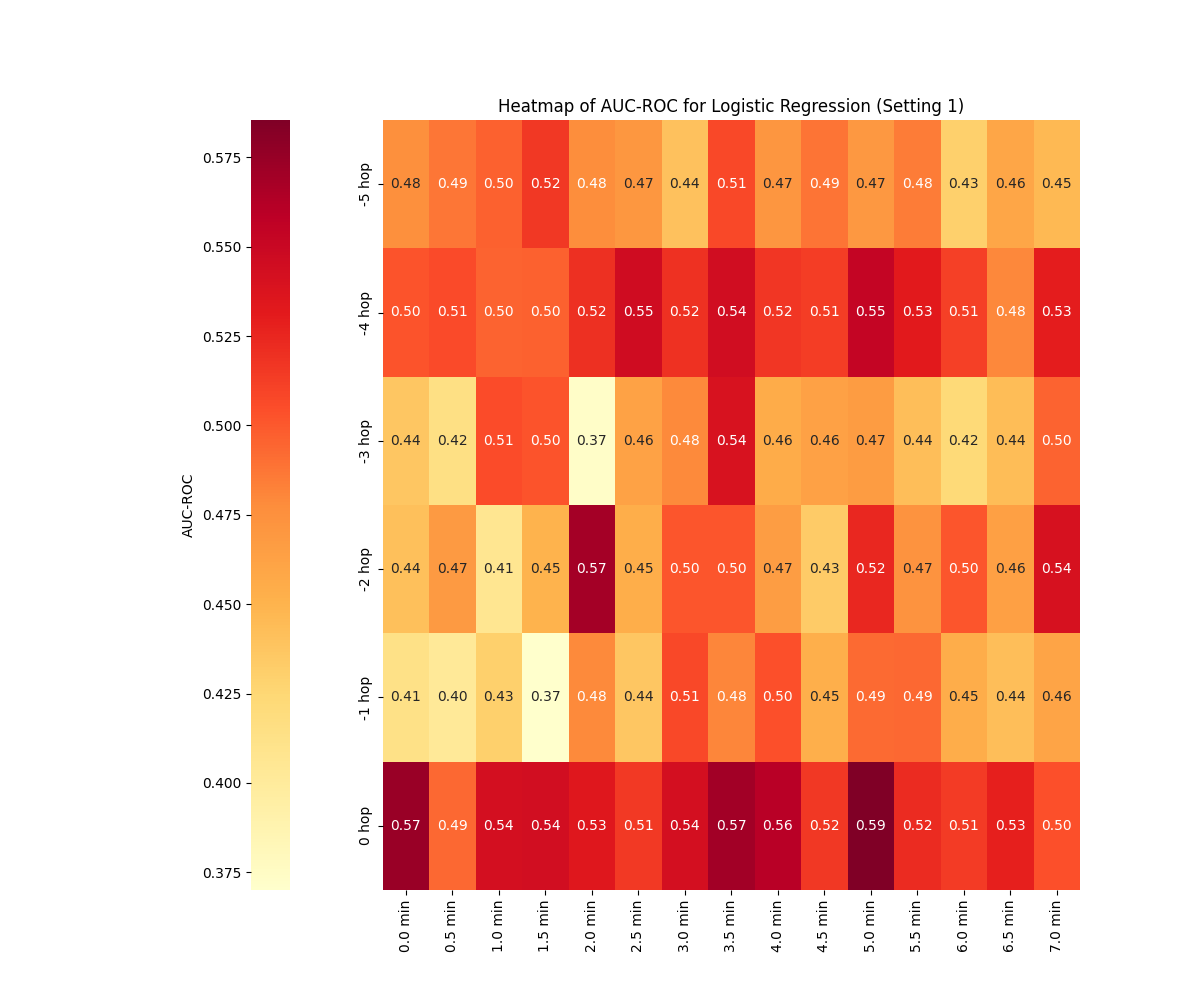 Heatmap of AUC-ROC for Logistic Regression (Setting 1)
AUC-ROC
0.575
0.550
0.525
0.500
0.475
0.450
0.425
0.400
0.375
-5 hop
0.48 0.49 0.50 0.52 0.48 0.47 0.44 0.51 0.47 0.49 0.47 0.48 0.43 0.46 0.45
-4 hop
0.50 0.51 0.50 0.50 0.52 0.55 0.52 0.54 0.52 0.51 0.55 0.53 0.51 0.48 0.53
-3 hop
0.44 0.42 0.51 0.50 0.37 0.46 0.48 0.54 0.46 0.46 0.47 0.44 0.42 0.44 0.50
-2 hop
0.44 0.47 0.41 0.45 0.57 0.45 0.50 0.50 0.47 0.43 0.52 0.47 0.50 0.46 0.54
-1 hop
0.41 0.40 0.43 0.37 0.48 0.44 0.51 0.48 0.50 0.45 0.49 0.49 0.45 0.44 0.46
0 hop
0.57 0.49 0.54 0.54 0.53 0.51 0.54 0.57 0.56 0.52 0.59 0.52 0.51 0.53 0.50
0.0 min
0.5 min
1.0 min
1.5 min
2.0 min
2.5 min
3.0 min
3.5 min
4.0 min
4.5 min
5.0 min
5.5 min
6.0 min
6.5 min
7.0 min